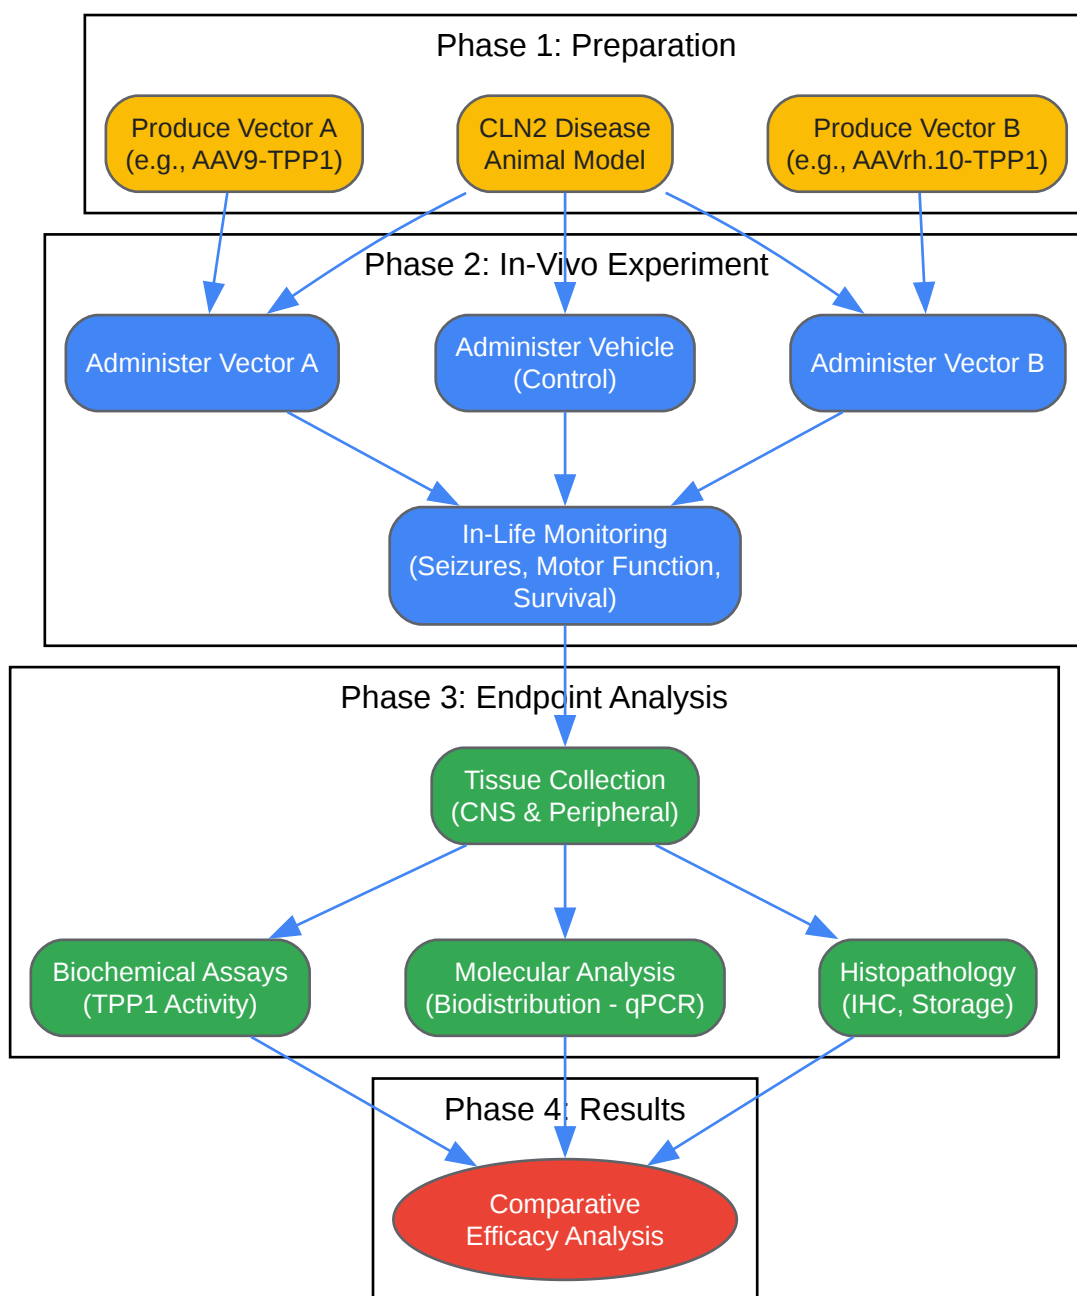 Phase 1: Preparation
Produce Vector A
(e.g., AAV9-TPP1)
CLN2 Disease
Animal Model
Produce Vector B
(e.g., AAVrh.10-TPP1)
Phase 2: In-Vivo Experiment
Administer Vector A
Administer Vehicle
(Control)
Administer Vector B
In-Life Monitoring
(Seizures, Motor Function,
Survival)
Phase 3: Endpoint Analysis
Tissue Collection
(CNS & Peripheral)
Biochemical Assays
(TPP1 Activity)
Molecular Analysis
(Biodistribution - qPCR)
Histopathology
(IHC, Storage)
Phase 4: Results
Comparative
Efficacy Analysis